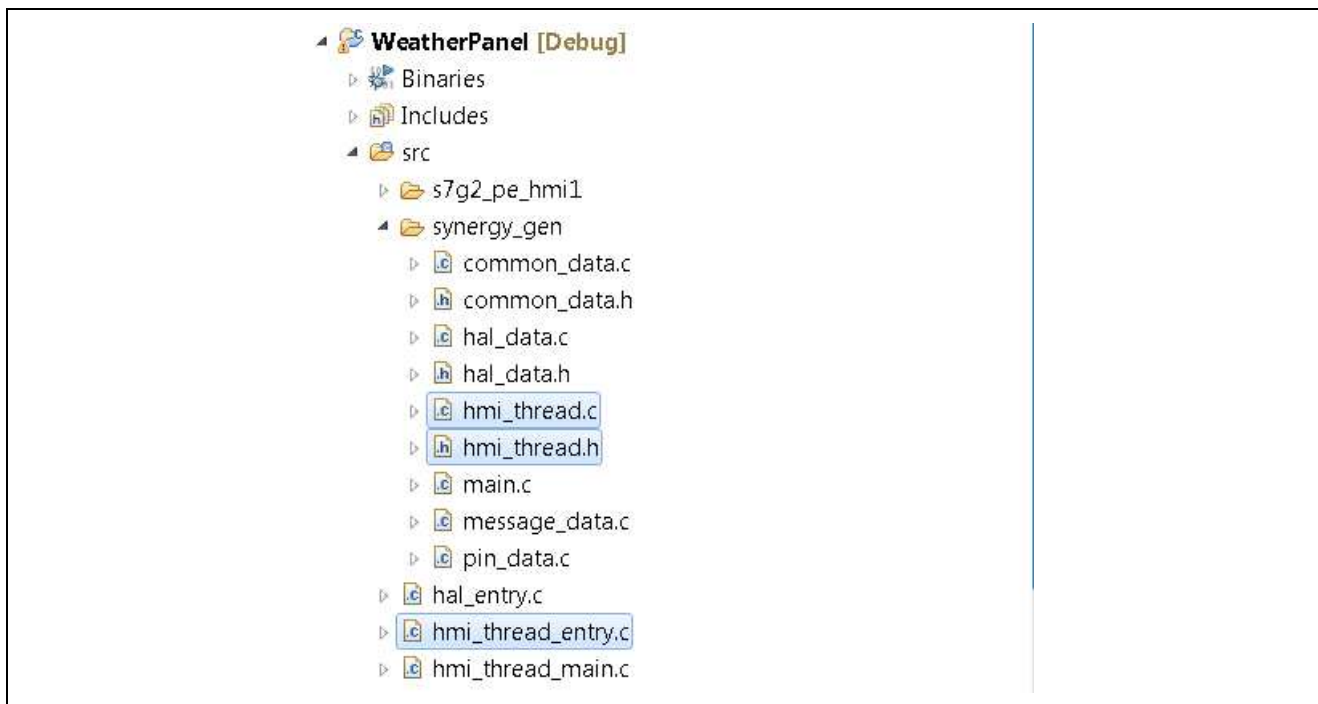 WeatherPanel [Debug]
Binaries
Includes
src
s7g2_pe_hmi1
synergy_gen
common_data.c
common_data.h
hal_data.c
hal_data.h
hmi_thread.c
hmi_thread.h
main.c
message_data.c
pin_data.c
hal_entry.c
hmi_thread_entry.c
hmi_thread_main.c